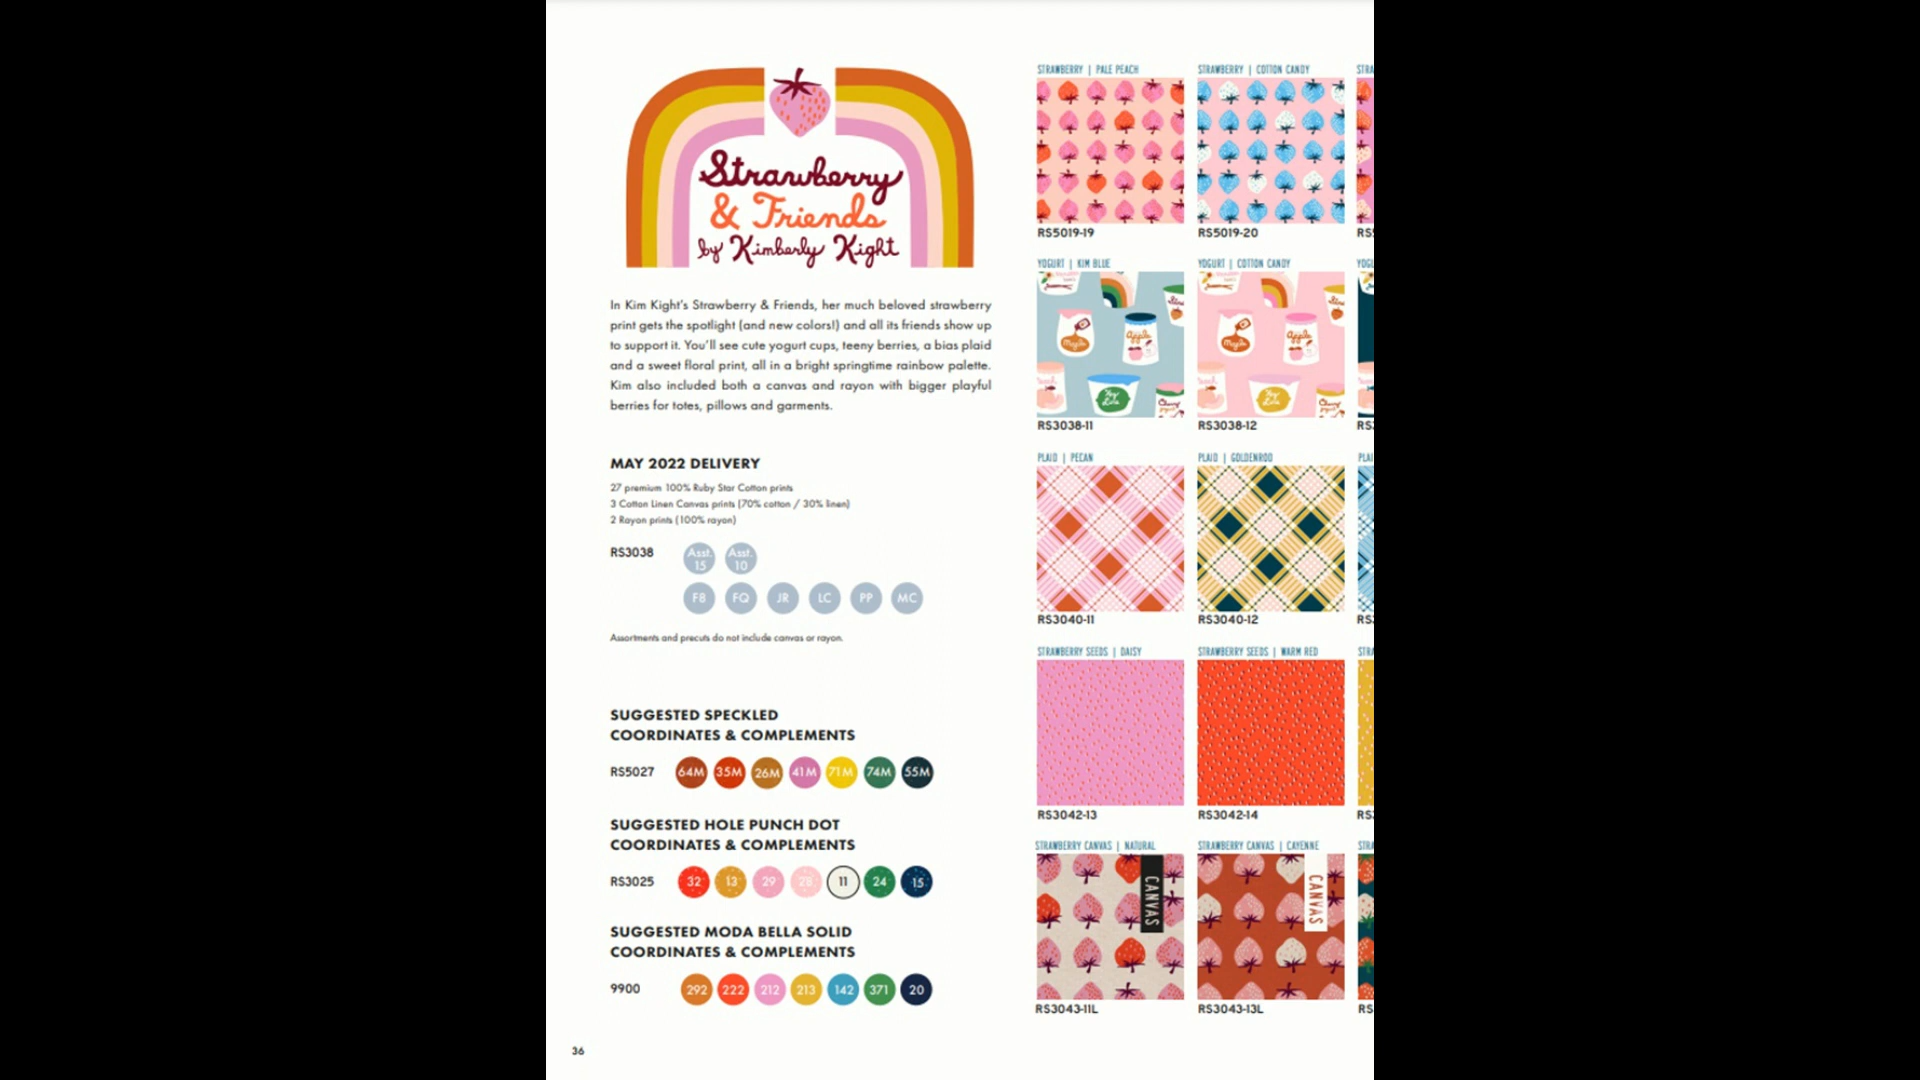 Strawberry
& Friends
by Kimberly Kight
In Kim Kight's Strawberry & Friends, her much beloved strawberry
print gets the spotlight (and new colors!) and all its friends show up
to support it. You'll see cute yogurt cups, teeny berries, a bias plaid
and a sweet floral print, all in a bright springtime rainbow palette.
Kim also included both a canvas and rayon with bigger playful
berries for totes, pillows and garments.
MAY 2022 DELIVERY
27 premium 100% Ruby Star Cotton prints
3 Cotton Linen Canvas prints (70% cotton / 30% linen)
2 Rayon prints (100% rayon)
RS3038
Asst. 15
Asst. 10
FB FQ JR LC PP MC
Assortments and precuts do not include canvas or rayon.
SUGGESTED SPECKLED
COORDINATES & COMPLEMENTS
RS5027 64M 35M 26M 41M 71M 74M 55M
SUGGESTED HOLE PUNCH DOT
COORDINATES & COMPLEMENTS
RS3025 32 13 29 28 11 24 15
SUGGESTED MODA BELLA SOLID
COORDINATES & COMPLEMENTS
9900 292 222 212 213 142 371 20
36
STRAWBERRY | PALE PEACH
STRAWBERRY | COTTON CANDY
RS5019-19
RS5019-20
YOGURT | KIM BLUE
YOGURT | COTTON CANDY
Maple
Apple
Maple
Apple
RS3038-11
RS3038-12
PLAID | PECAN
PLAID | GOLDENROD
RS3040-11
RS3040-12
STRAWBERRY SEEDS | DAISY
STRAWBERRY SEEDS | WARM RED
RS3042-13
RS3042-14
STRAWBERRY CANVAS | NATURAL
STRAWBERRY CANVAS | CAYENNE
CANVAS
CANVAS
RS3043-11L
RS3043-13L